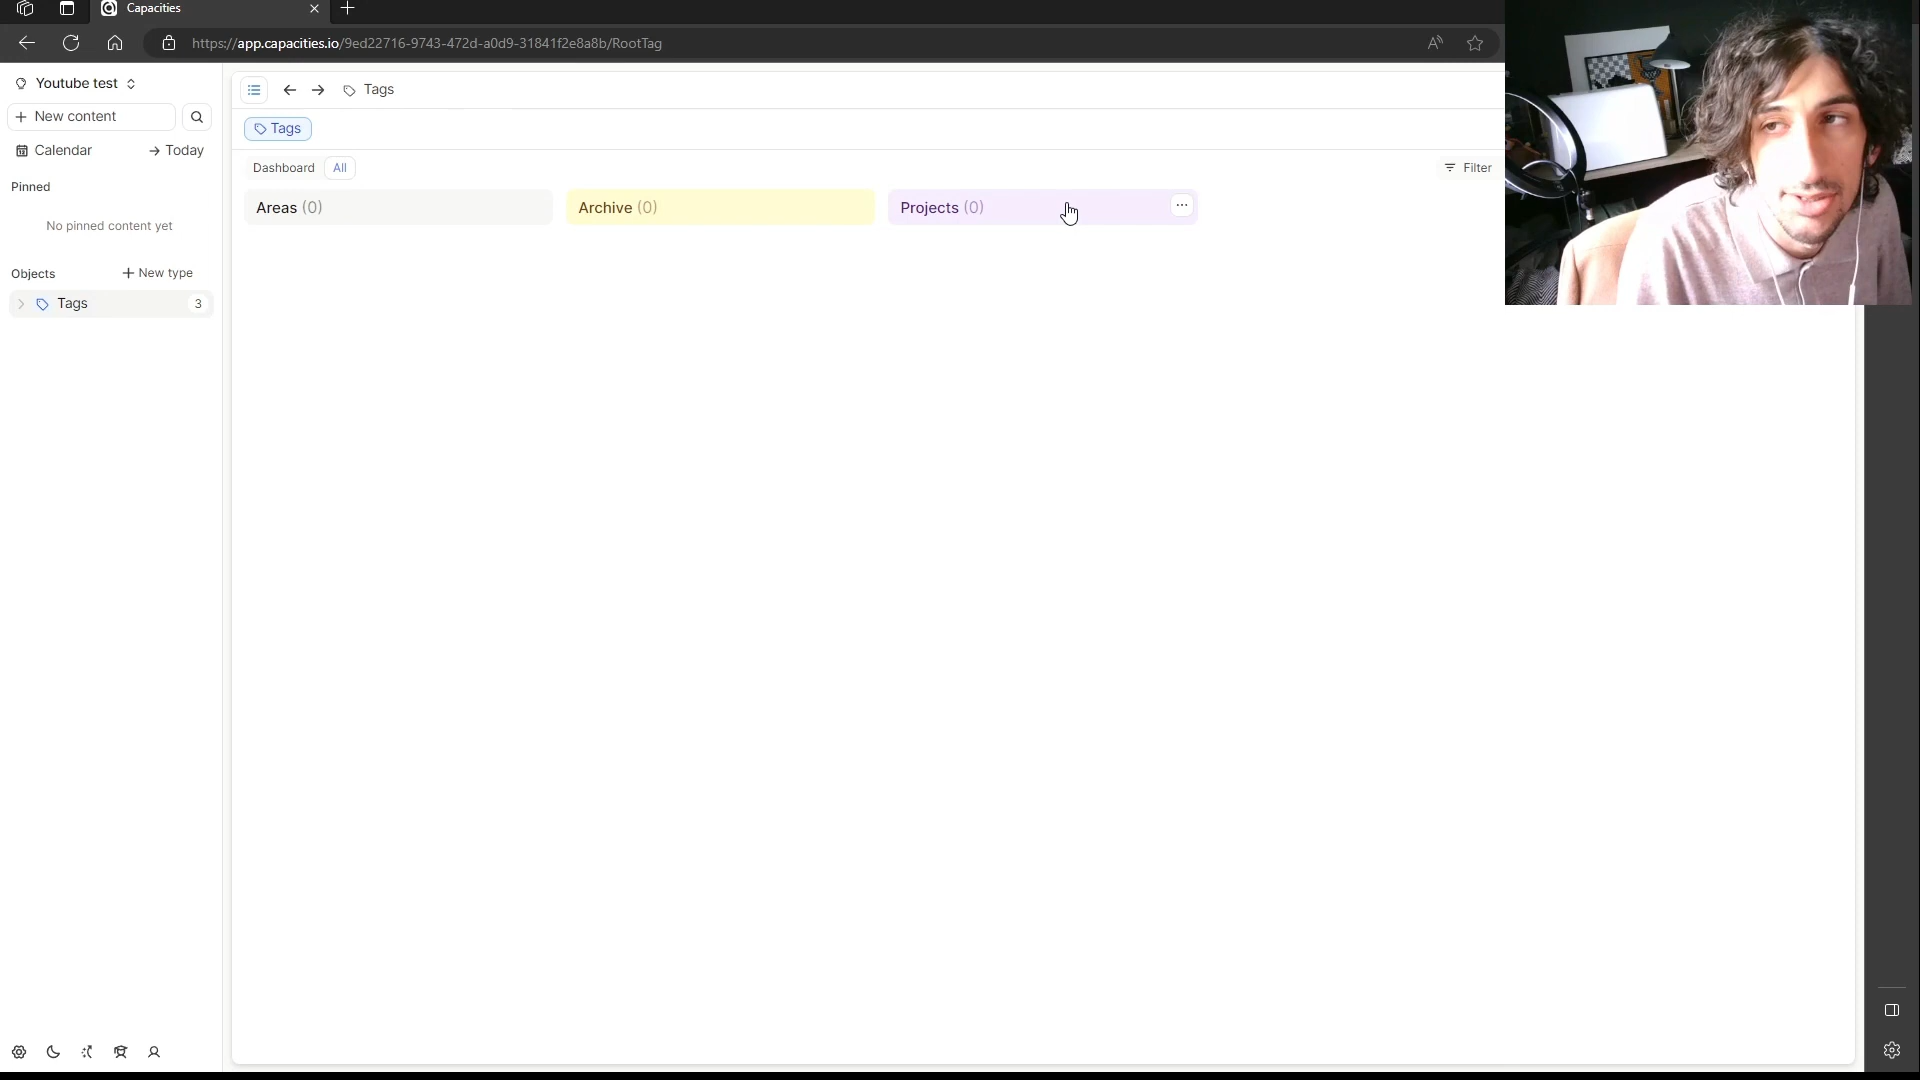 Capacities
https://app.capacities.io/9ed22716-9743-472d-a0d9-31841f2e8a8b/RootTag
Youtube test
Tags
New content
Tags
Calendar
Today
Dashboard
All
Filter
Pinned
Areas (0)
Archive (0)
Projects (0)
No pinned content yet
Objects
New type
Tags
3